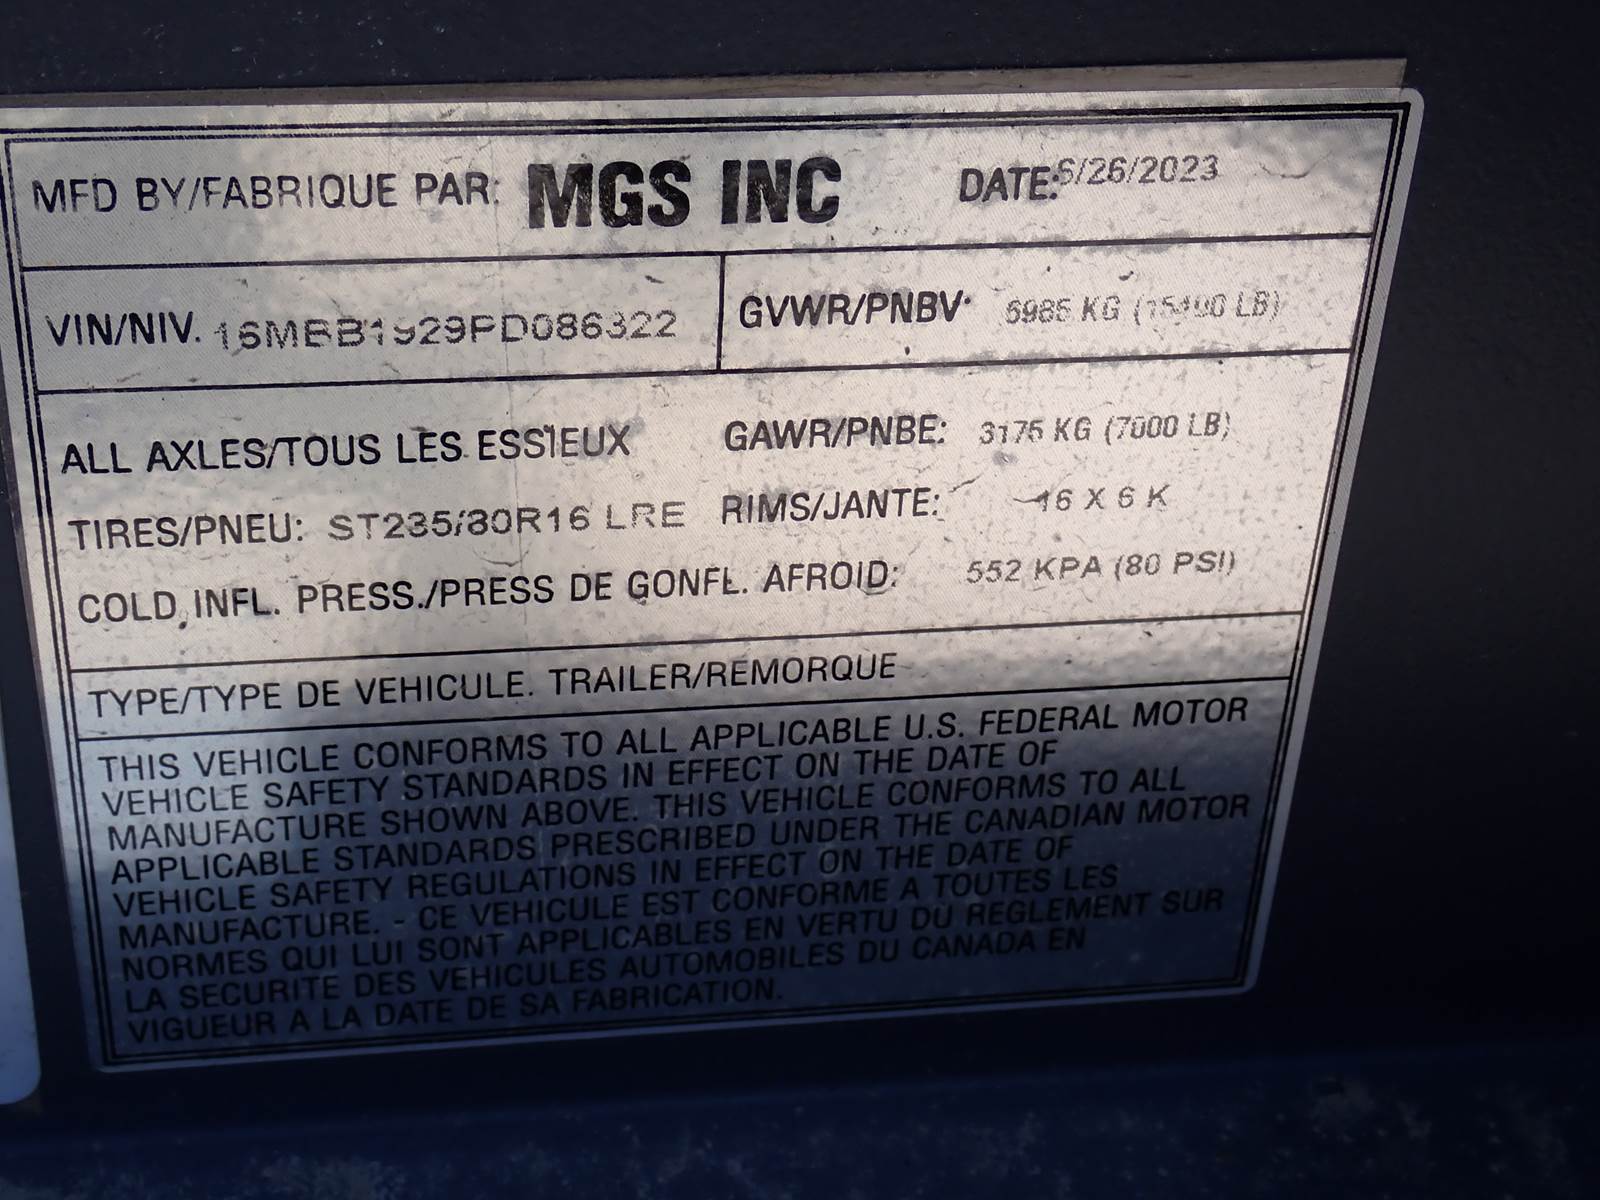 MFD BY/FABRIQUE PAR: MGS INC DATE: 6/26/2023
VIN/NIV. 16MBB1929PD086322 GVWR/PNBV: 6985 KG (15400 LB)
ALL AXLES/TOUS LES ESSIEUX GAWR/PNBE: 3175 KG (7000 LB)
TIRES/PNEU: ST235/80R16 LRE RIMS/JANTE: 16 X 6 K
COLD INFL. PRESS./PRESS DE GONFL. AFROID: 552 KPA (80 PSI)
TYPE/TYPE DE VEHICULE. TRAILER/REMORQUE
THIS VEHICLE CONFORMS TO ALL APPLICABLE U.S. FEDERAL MOTOR
VEHICLE SAFETY STANDARDS IN EFFECT ON THE DATE OF
MANUFACTURE SHOWN ABOVE. THIS VEHICLE CONFORMS TO ALL
APPLICABLE STANDARDS PRESCRIBED UNDER THE CANADIAN MOTOR
VEHICLE SAFETY REGULATIONS IN EFFECT ON THE DATE OF
MANUFACTURE. - CE VEHICULE EST CONFORME A TOUTES LES
NORMES QUI LUI SONT APPLICABLES EN VERTU DU REGLEMENT SUR
LA SECURITE DES VEHICULES AUTOMOBILES DU CANADA EN
VIGUEUR A LA DATE DE SA FABRICATION.